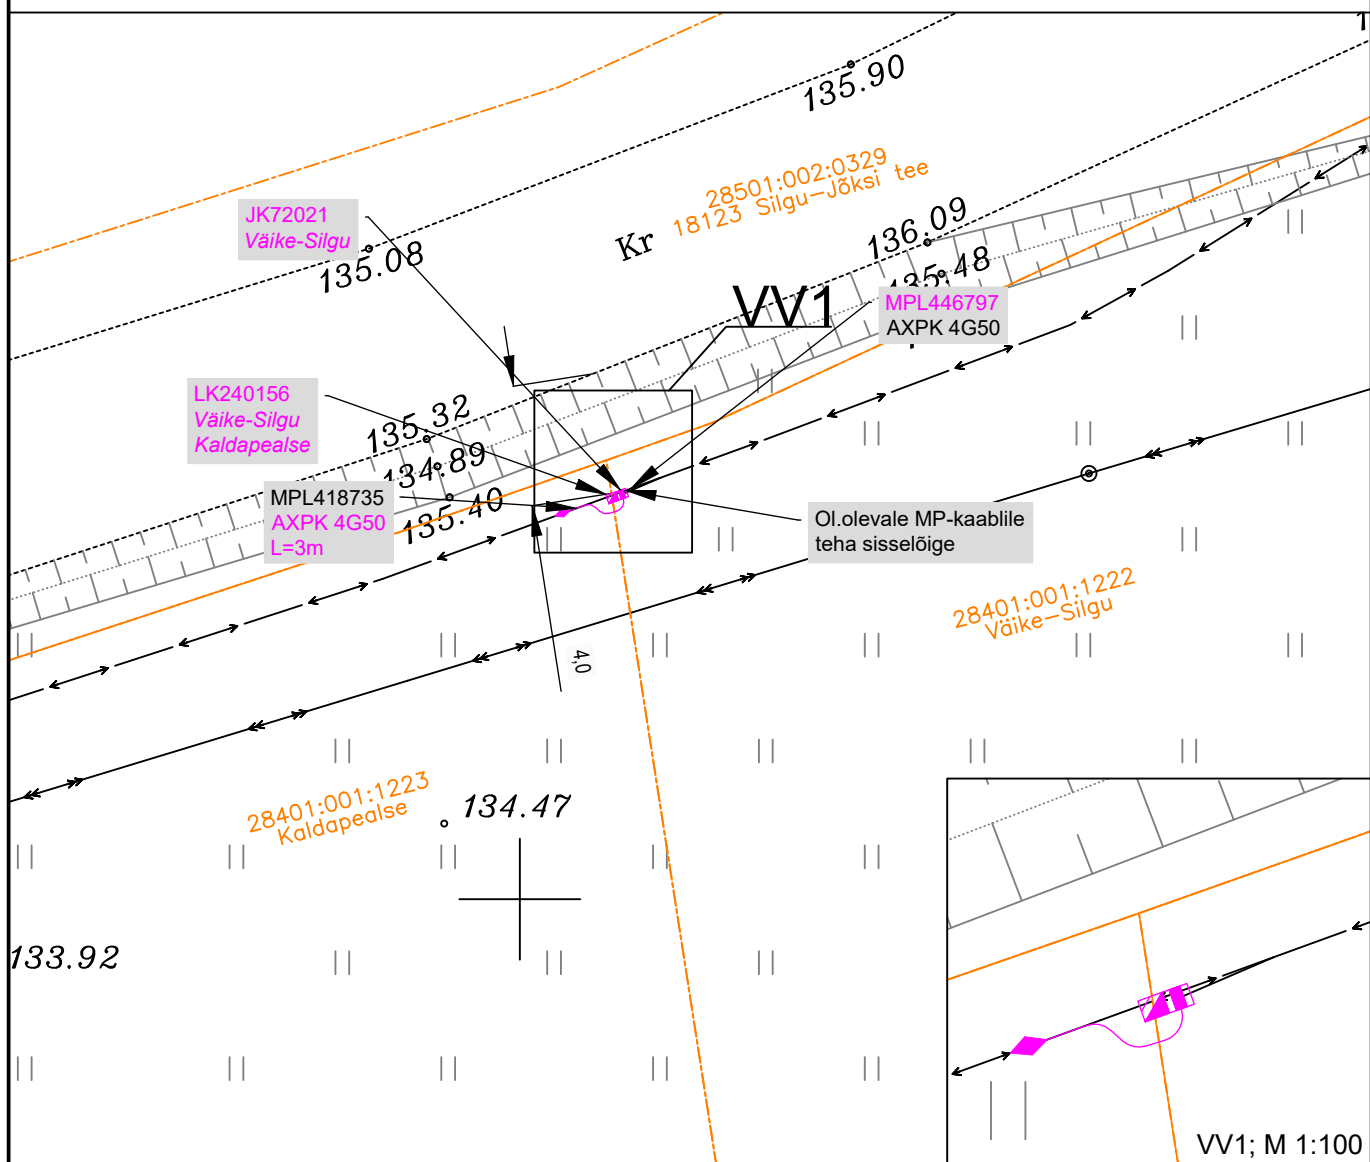 135.90
28501:002:0329
18123 Silgu-Jõksi tee
JK72021
Väike-Silgu
135.08
Kr
136.09
135.48
VV1
MPL446797
AXPK 4G50
LK240156
Väike-Silgu
Kaldapealse
135.32
134.89
135.40
MPL418735
AXPK 4G50
L=3m
Ol.olevale MP-kaablile
teha sisselõige
28401:001:1222
Väike-Silgu
4,0
28401:001:1223
Kaldapealse
134.47
133.92
VV1; M 1:100